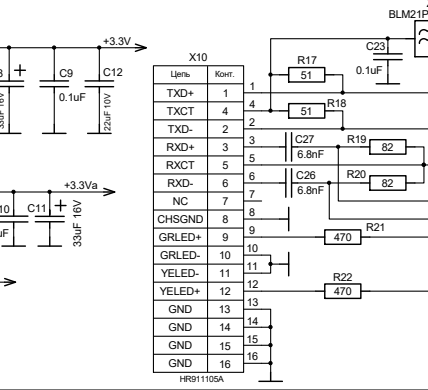 BLM21P
+3.3V
X10
C23
C9
C12
0.1uF
33uF 16V
0.1uF
22uF 10V
R17
51
R18
51
Цепь Конт.
TXD+ 1 1
TXCT 4 4
TXD- 2 2
RXD+ 3 3
RXCT 5 5
RXD- 6 6
NC 7 7
CHSGND 8 8
GRLED+ 9 9
GRLED- 10 10
YELED- 11 11
YELED+ 12 12
GND 13 13
GND 14 14
GND 15 15
GND 16 16
HR911105A
C27
6.8nF
R19
82
C26
6.8nF
R20
82
R21
470
R22
470
+3.3Va
10
C11
33uF 16V
uF